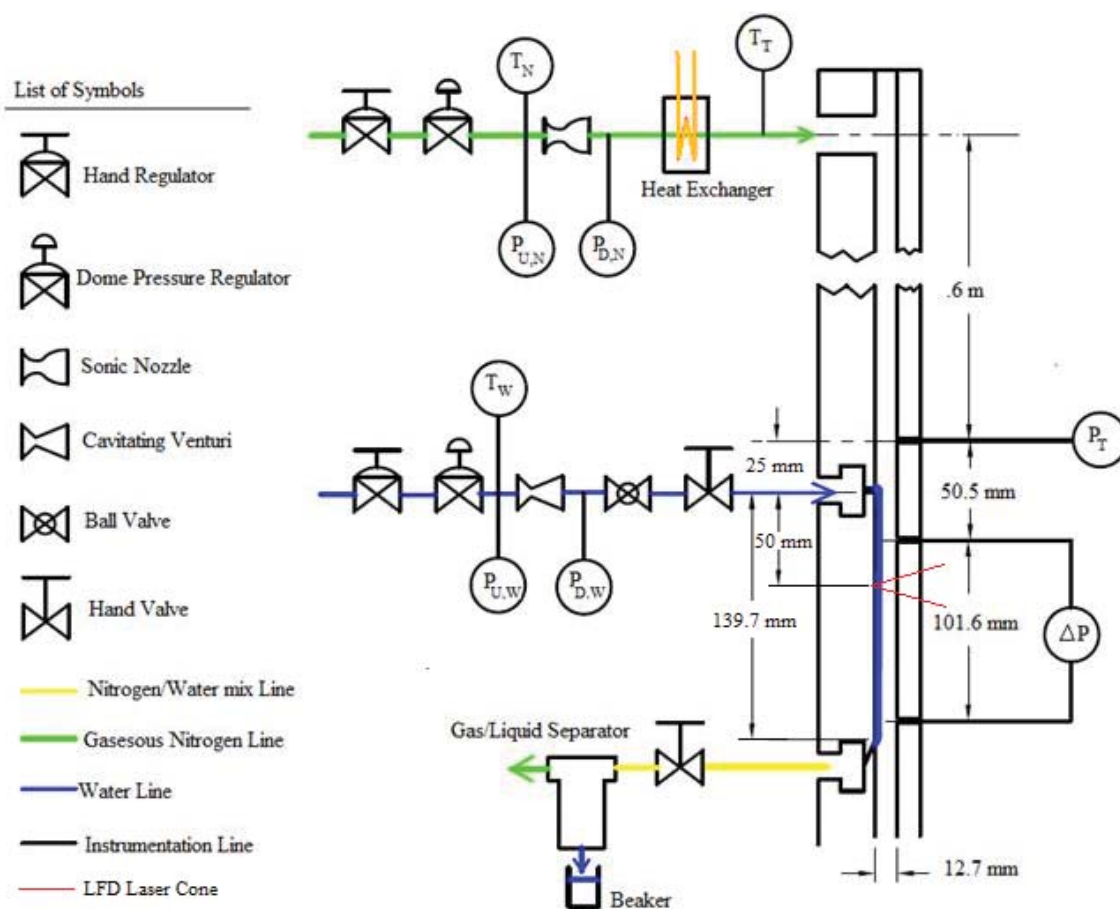 List of Symbols
Hand Regulator
Dome Pressure Regulator
Sonic Nozzle
Cavitating Venturi
Ball Valve
Hand Valve
Nitrogen/Water mix Line
Gasesous Nitrogen Line
Water Line
Instrumentation Line
LFD Laser Cone
T_N
T_T
P_U,N
P_D,N
Heat Exchanger
.6 m
T_W
P_T
25 mm
50.5 mm
50 mm
P_U,W
P_D,W
139.7 mm
101.6 mm
ΔP
Gas/Liquid Separator
12.7 mm
Beaker